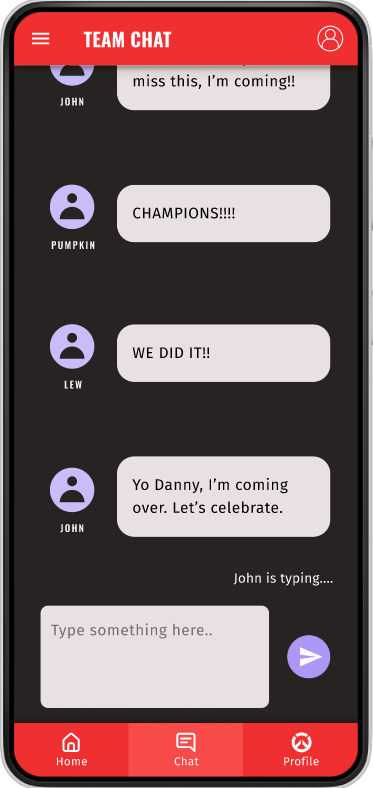 TEAM CHAT
miss this, I'm coming!!
JOHN
CHAMPIONS!!!!
PUMPKIN
WE DID IT!!
LEW
Yo Danny, I'm coming
over. Let's celebrate.
JOHN
John is typing....
Type something here..
Home
Chat
Profile